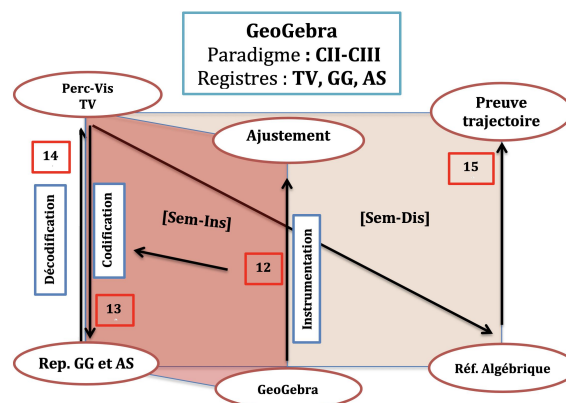 GeoGebra
Paradigme : CII-CIII
Registres : TV, GG, AS
Perc-Vis
TV
Ajustement
Preuve
trajectoire
14
15
Décodification
Codification
[Sem-Ins]
Instrumentation
[Sem-Dis]
12
13
Rep. GG et AS
GeoGebra
Réf. Algébrique